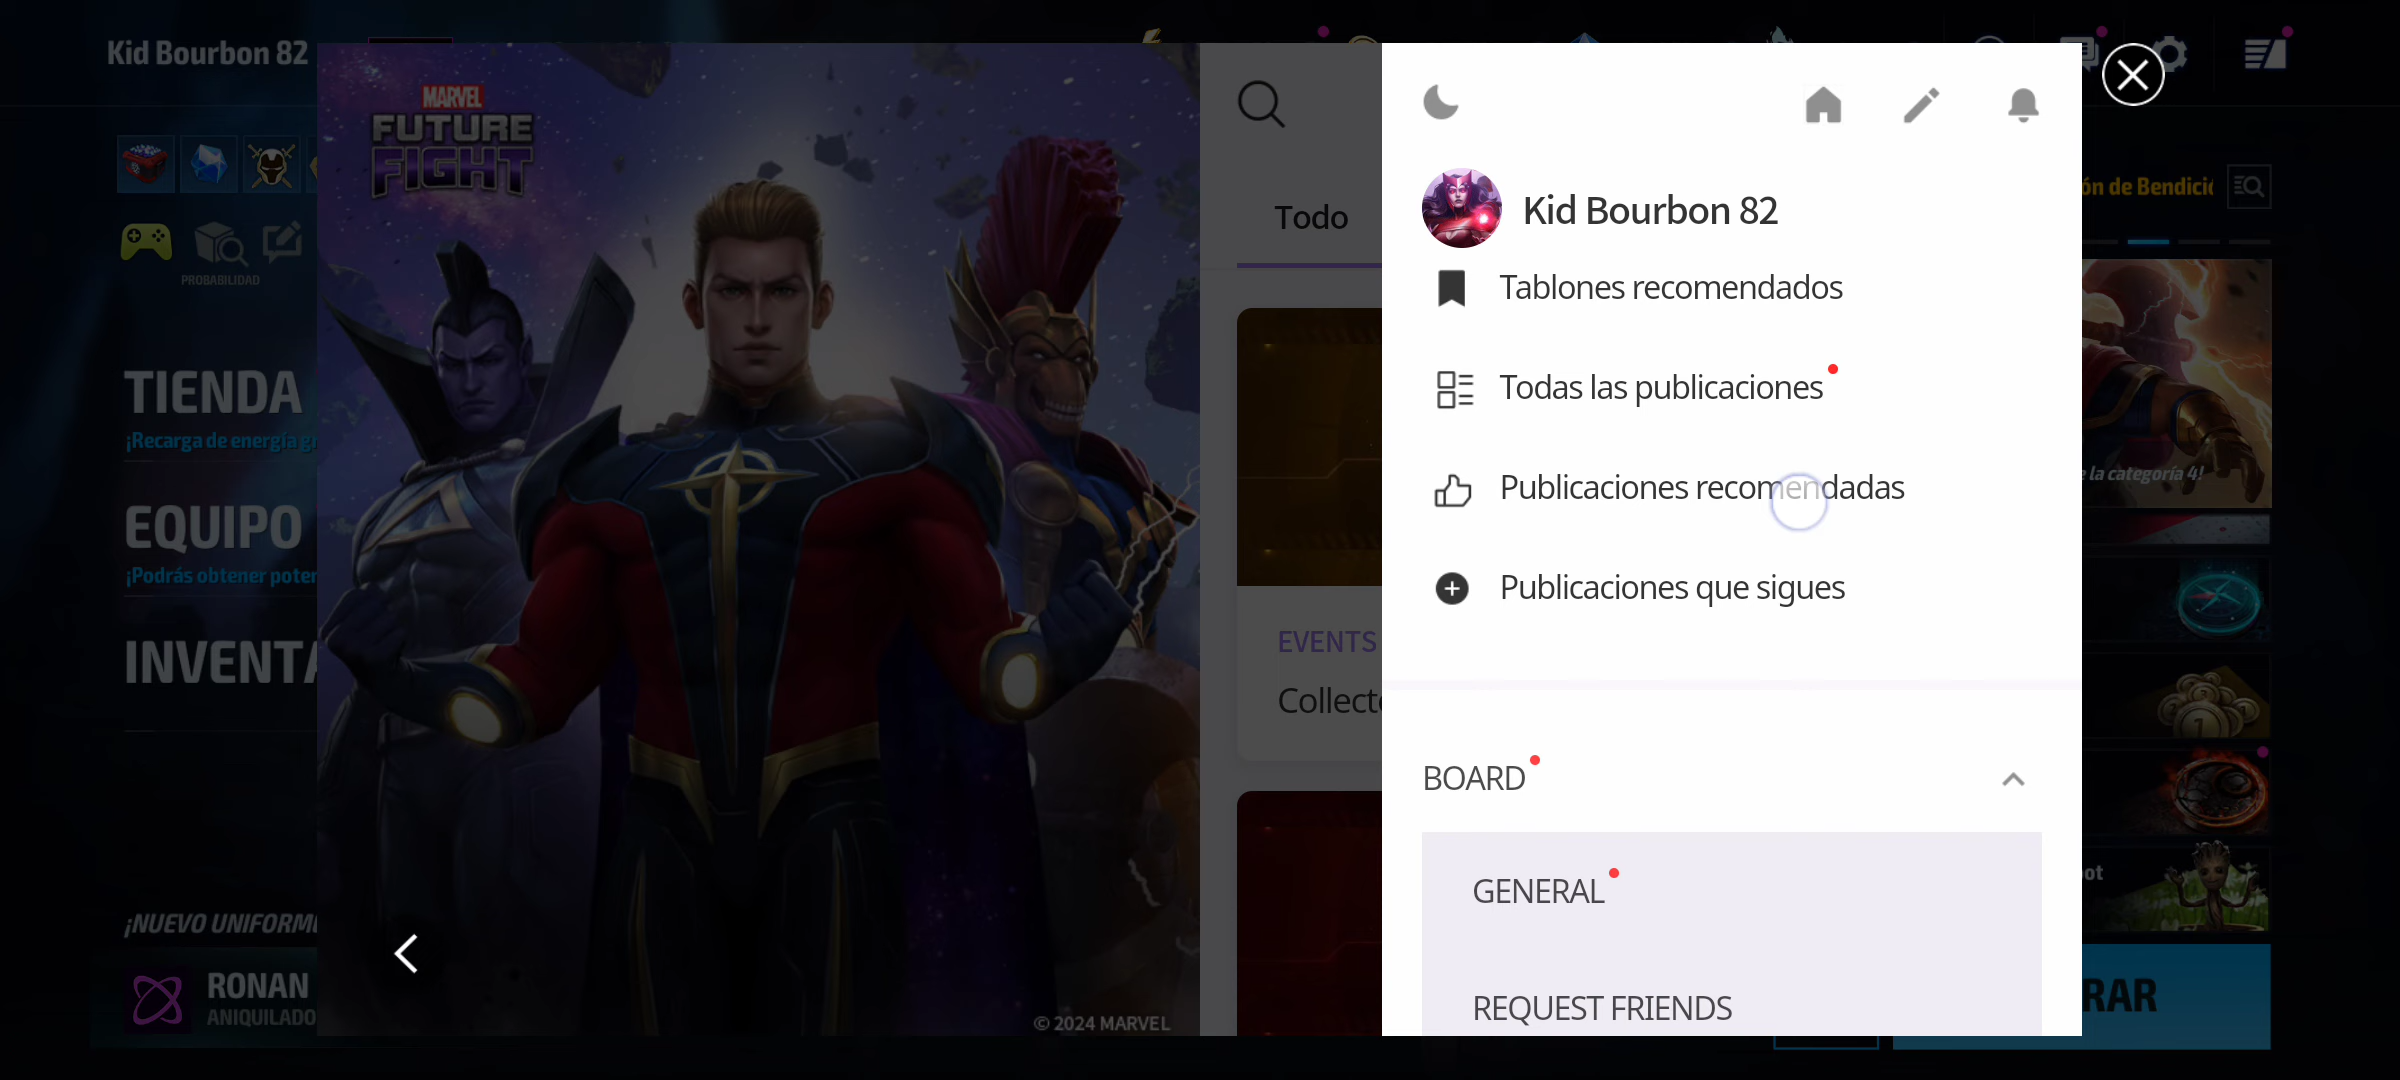 Kid Bourbon 82
MARVEL
FUTURE
FIGHT
PROBABILIDAD
TIENDA
¡Recarga de energía gr
EQUIPO
¡Podrás obtener poter
INVENTA
¡NUEVO UNIFORM
RONAN
ANIQUILADO
© 2024 MARVEL
Todo
EVENTS
Collect
Kid Bourbon 82
Tablones recomendados
Todas las publicaciones
Publicaciones recomendadas
Publicaciones que sigues
BOARD
GENERAL
REQUEST FRIENDS
ón de Bendici
e la categoría 4!
ot
RAR